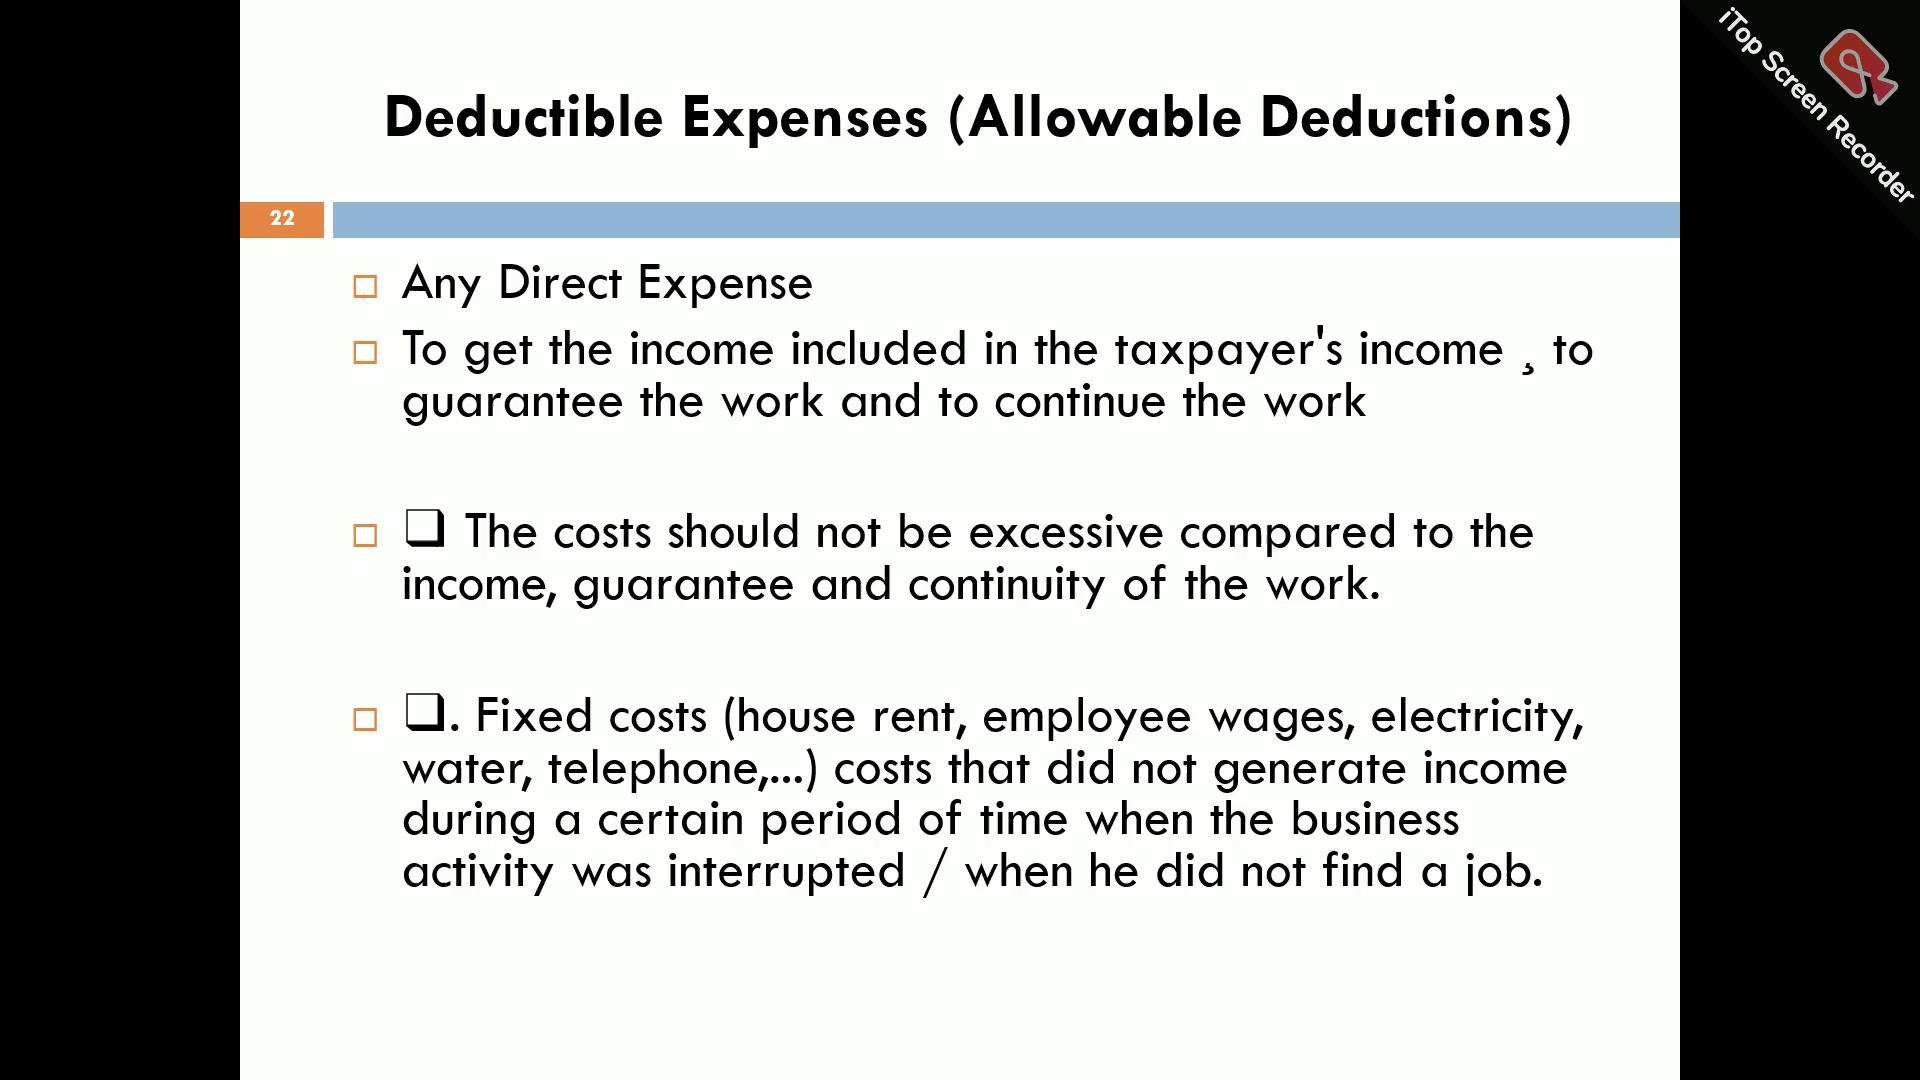 iTop Screen Recorder
Deductible Expenses (Allowable Deductions)
22
Any Direct Expense
To get the income included in the taxpayer's income ¸ to
guarantee the work and to continue the work
❑ The costs should not be excessive compared to the
income, guarantee and continuity of the work.
❑. Fixed costs (house rent, employee wages, electricity,
water, telephone,...) costs that did not generate income
during a certain period of time when the business
activity was interrupted / when he did not find a job.